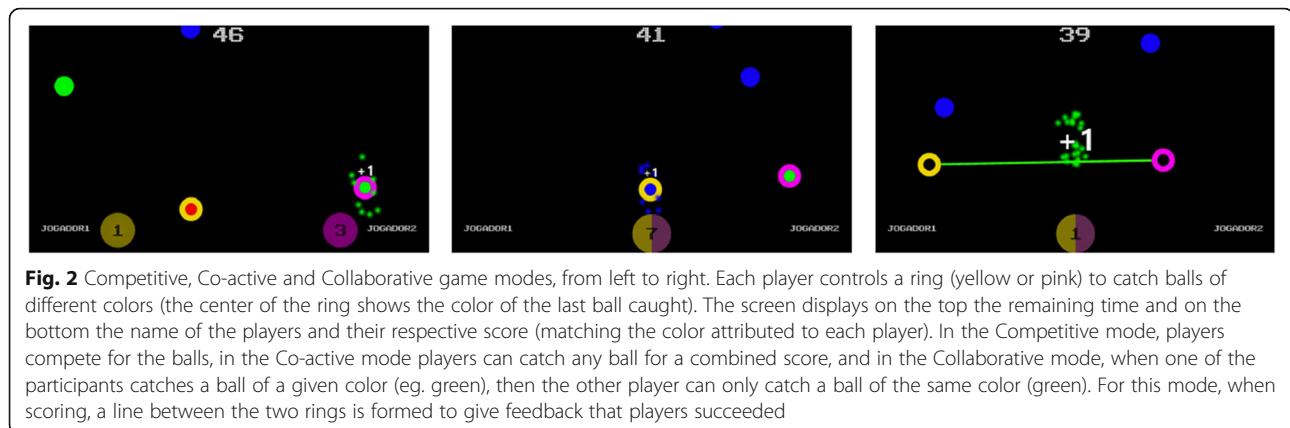 46
+1
JOGADOR1 1 3 JOGADOR2
41
+1
JOGADOR1 7 JOGADOR2
39
+1
JOGADOR1 1 JOGADOR2
Fig. 2 Competitive, Co-active and Collaborative game modes, from left to right. Each player controls a ring (yellow or pink) to catch balls of
different colors (the center of the ring shows the color of the last ball caught). The screen displays on the top the remaining time and on the
bottom the name of the players and their respective score (matching the color attributed to each player). In the Competitive mode, players
compete for the balls, in the Co-active mode players can catch any ball for a combined score, and in the Collaborative mode, when one of the
participants catches a ball of a given color (eg. green), then the other player can only catch a ball of the same color (green). For this mode, when
scoring, a line between the two rings is formed to give feedback that players succeeded